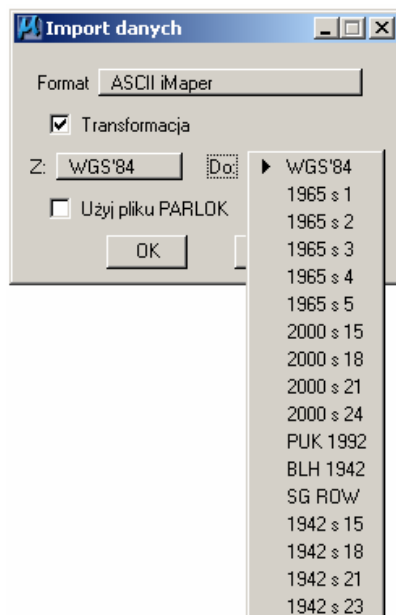 Import danych
Format ASCII iMaper
Transformacja
Z: WGS'84 Do:
Użyj pliku PARLOK
OK
WGS'84
1965 s 1
1965 s 2
1965 s 3
1965 s 4
1965 s 5
2000 s 15
2000 s 18
2000 s 21
2000 s 24
PUK 1992
BLH 1942
SG ROW
1942 s 15
1942 s 18
1942 s 21
1942 s 23